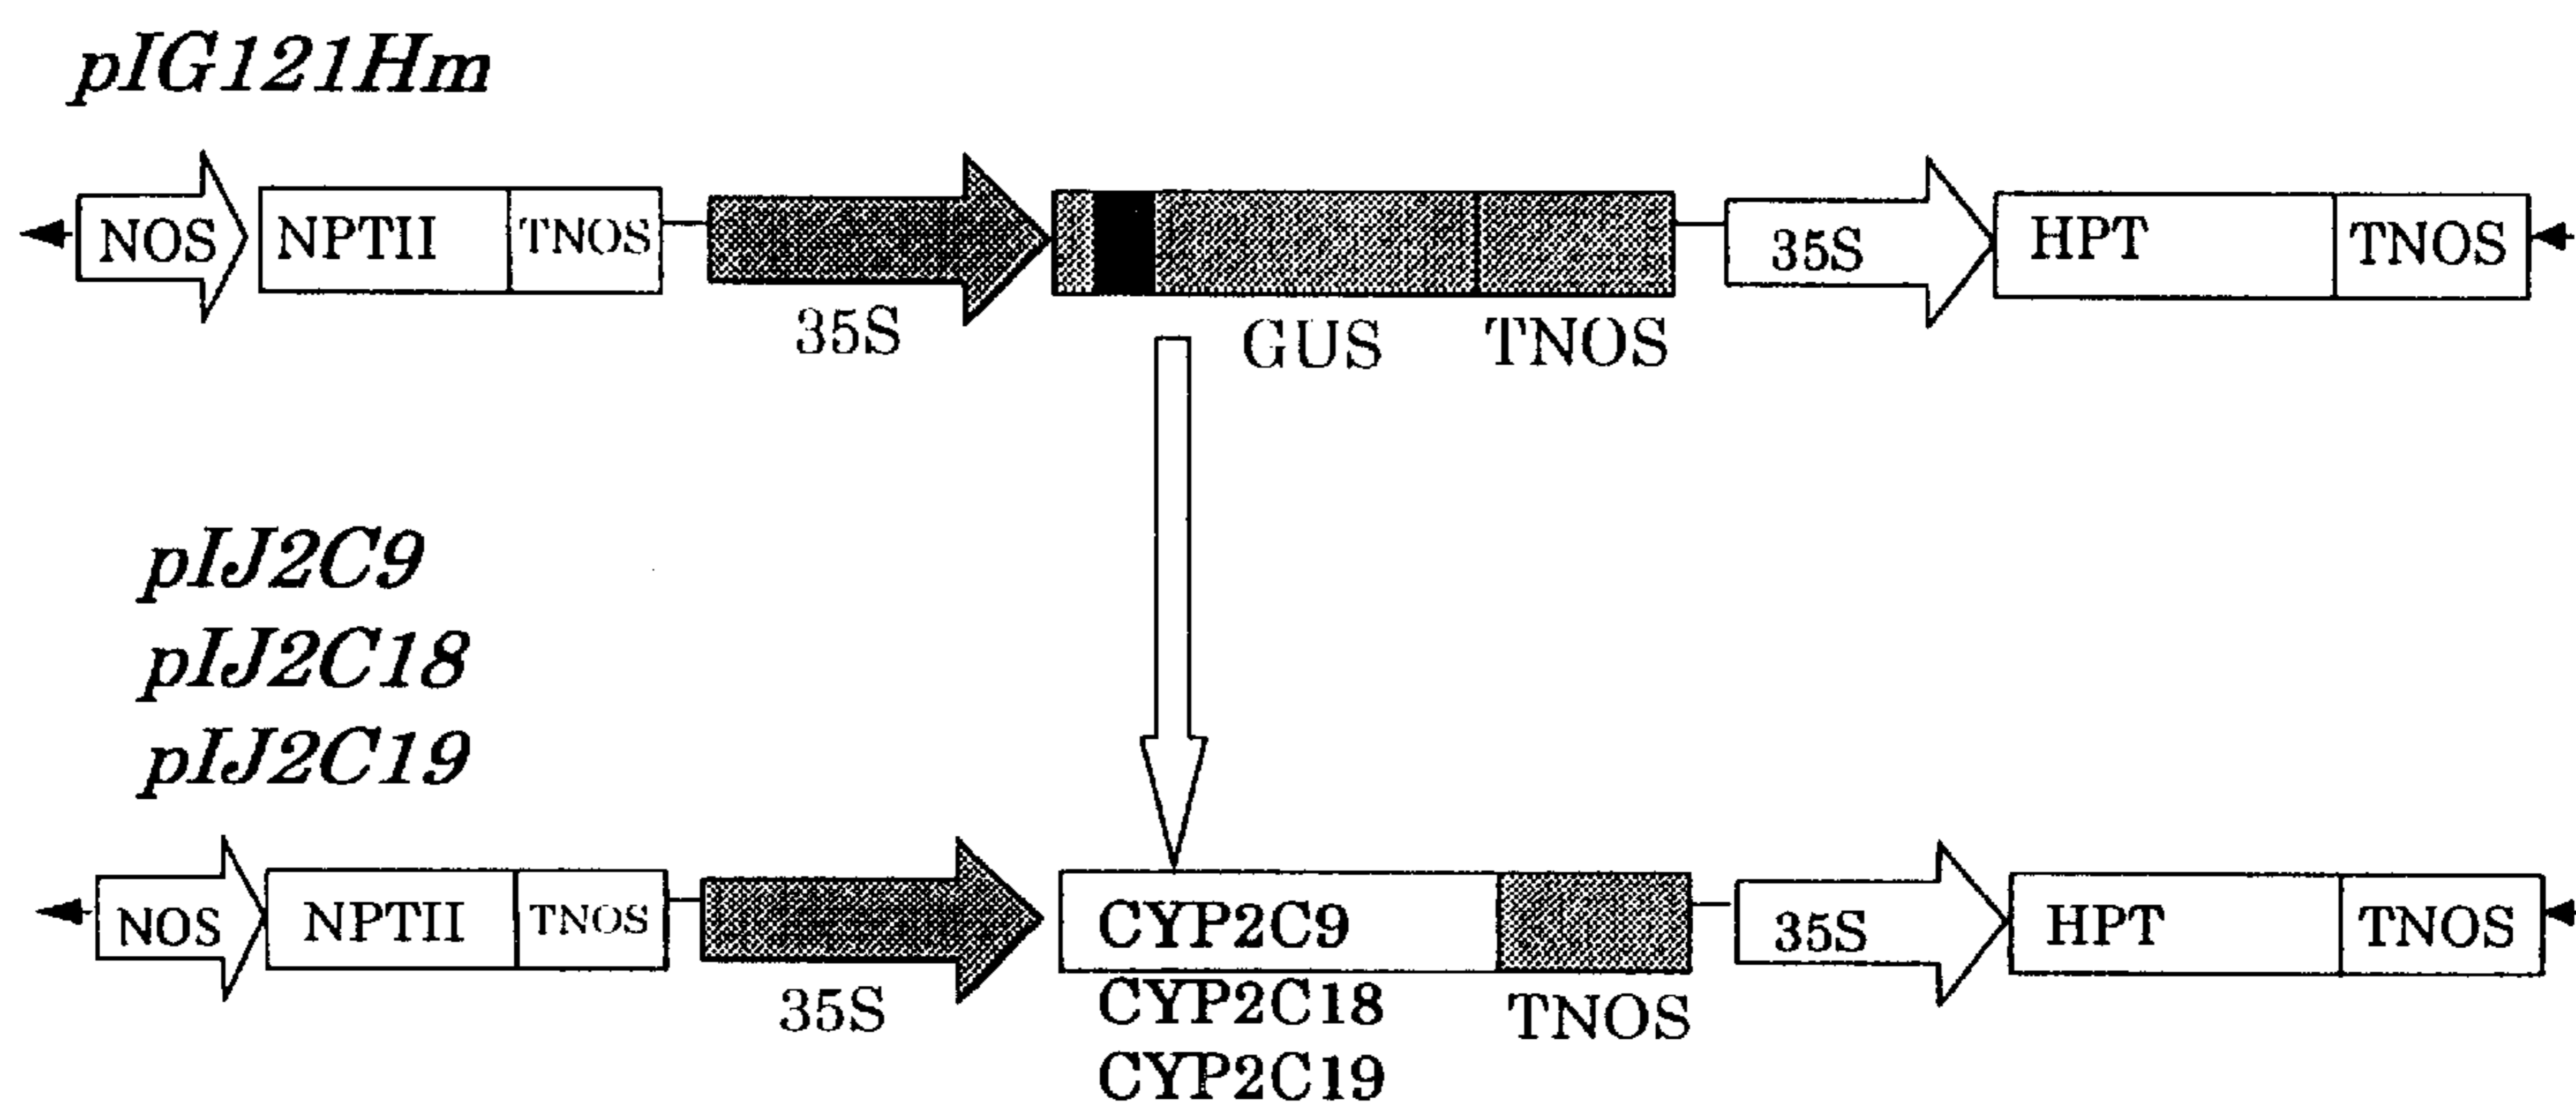 pIG121Hm
NOS NPTII TNOS 35S HPT TNOS
35S GUS TNOS
pIJ2C9
pIJ2C18
pIJ2C19
NOS NPTII TNOS CYP2C9 35S HPT TNOS
35S CYP2C18 TNOS
CYP2C19